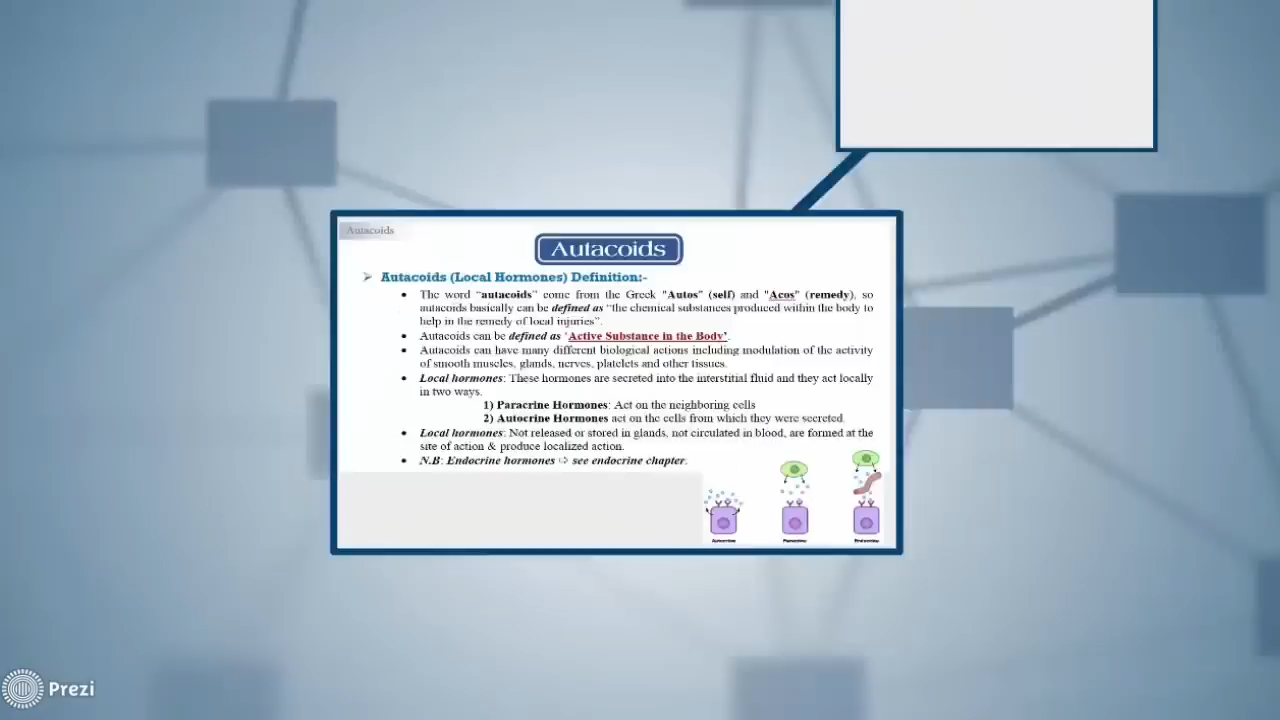 Autacoids
Autacoids
➢ Autacoids (Local Hormones) Definition:-
• The word "autacoids" come from the Greek "Autos" (self) and "Acos" (remedy), so
autacoids basically can be defined as "the chemical substances produced within the body to
help in the remedy of local injuries".
• Autacoids can be defined as 'Active Substance in the Body'.
• Autacoids can have many different biological actions including modulation of the activity
of smooth muscles, glands, nerves, platelets and other tissues.
• Local hormones: These hormones are secreted into the interstitial fluid and they act locally
in two ways.
1) Paracrine Hormones: Act on the neighboring cells
2) Autocrine Hormones act on the cells from which they were secreted.
• Local hormones: Not released or stored in glands, not circulated in blood, are formed at the
site of action & produce localized action.
• N.B: Endocrine hormones ⇨ see endocrine chapter.
Autocrine Paracrine Endocrine
Prezi